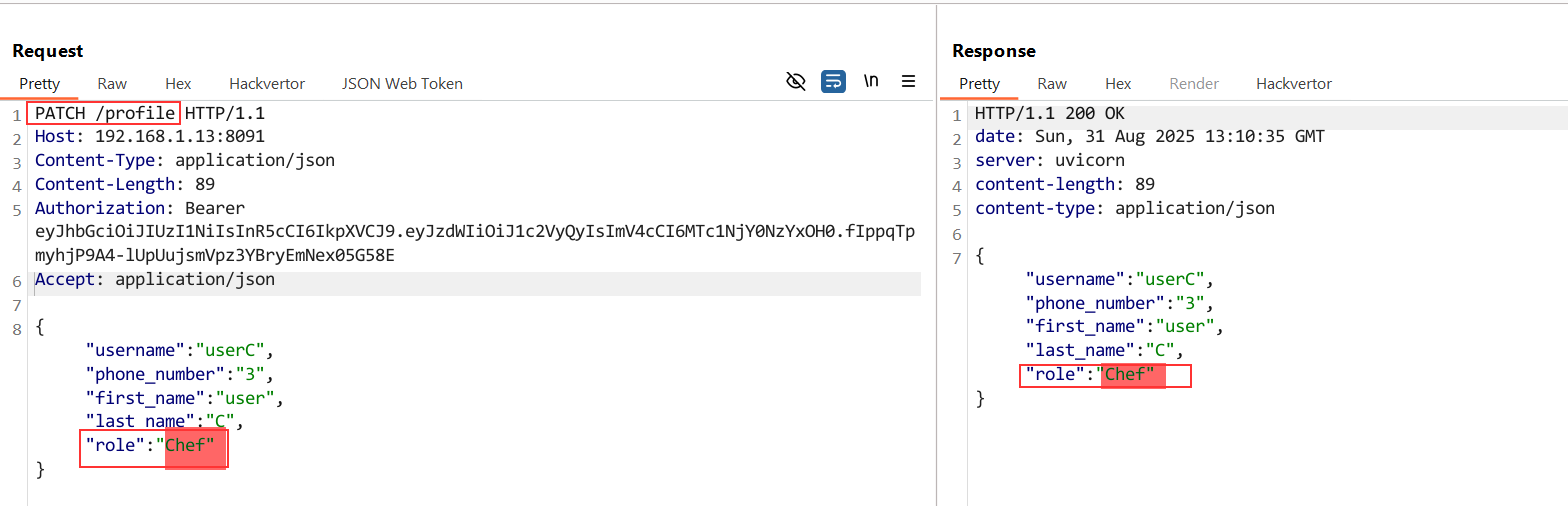 Request
Pretty Raw Hex Hackvertor JSON Web Token \n
1 PATCH /profile HTTP/1.1
2 Host: 192.168.1.13:8091
3 Content-Type: application/json
4 Content-Length: 89
5 Authorization: Bearer
eyJhbGciOiJIUzI1NiIsInR5cCI6IkpXVCJ9.eyJzdWIiOiJ1c2VyQyIsImV4cCI6MTc1NjY0NzYxOH0.fIppqTp
myhjP9A4-lUpUujsmVpz3YBryEmNex05G58E
6 Accept: application/json
7
8 {
"username":"userC",
"phone_number":"3",
"first_name":"user",
"last_name":"C",
"role":"Chef"
}
Response
Pretty Raw Hex Render Hackvertor
1 HTTP/1.1 200 OK
2 date: Sun, 31 Aug 2025 13:10:35 GMT
3 server: uvicorn
4 content-length: 89
5 content-type: application/json
6
7 {
"username":"userC",
"phone_number":"3",
"first_name":"user",
"last_name":"C",
"role":"Chef"
}